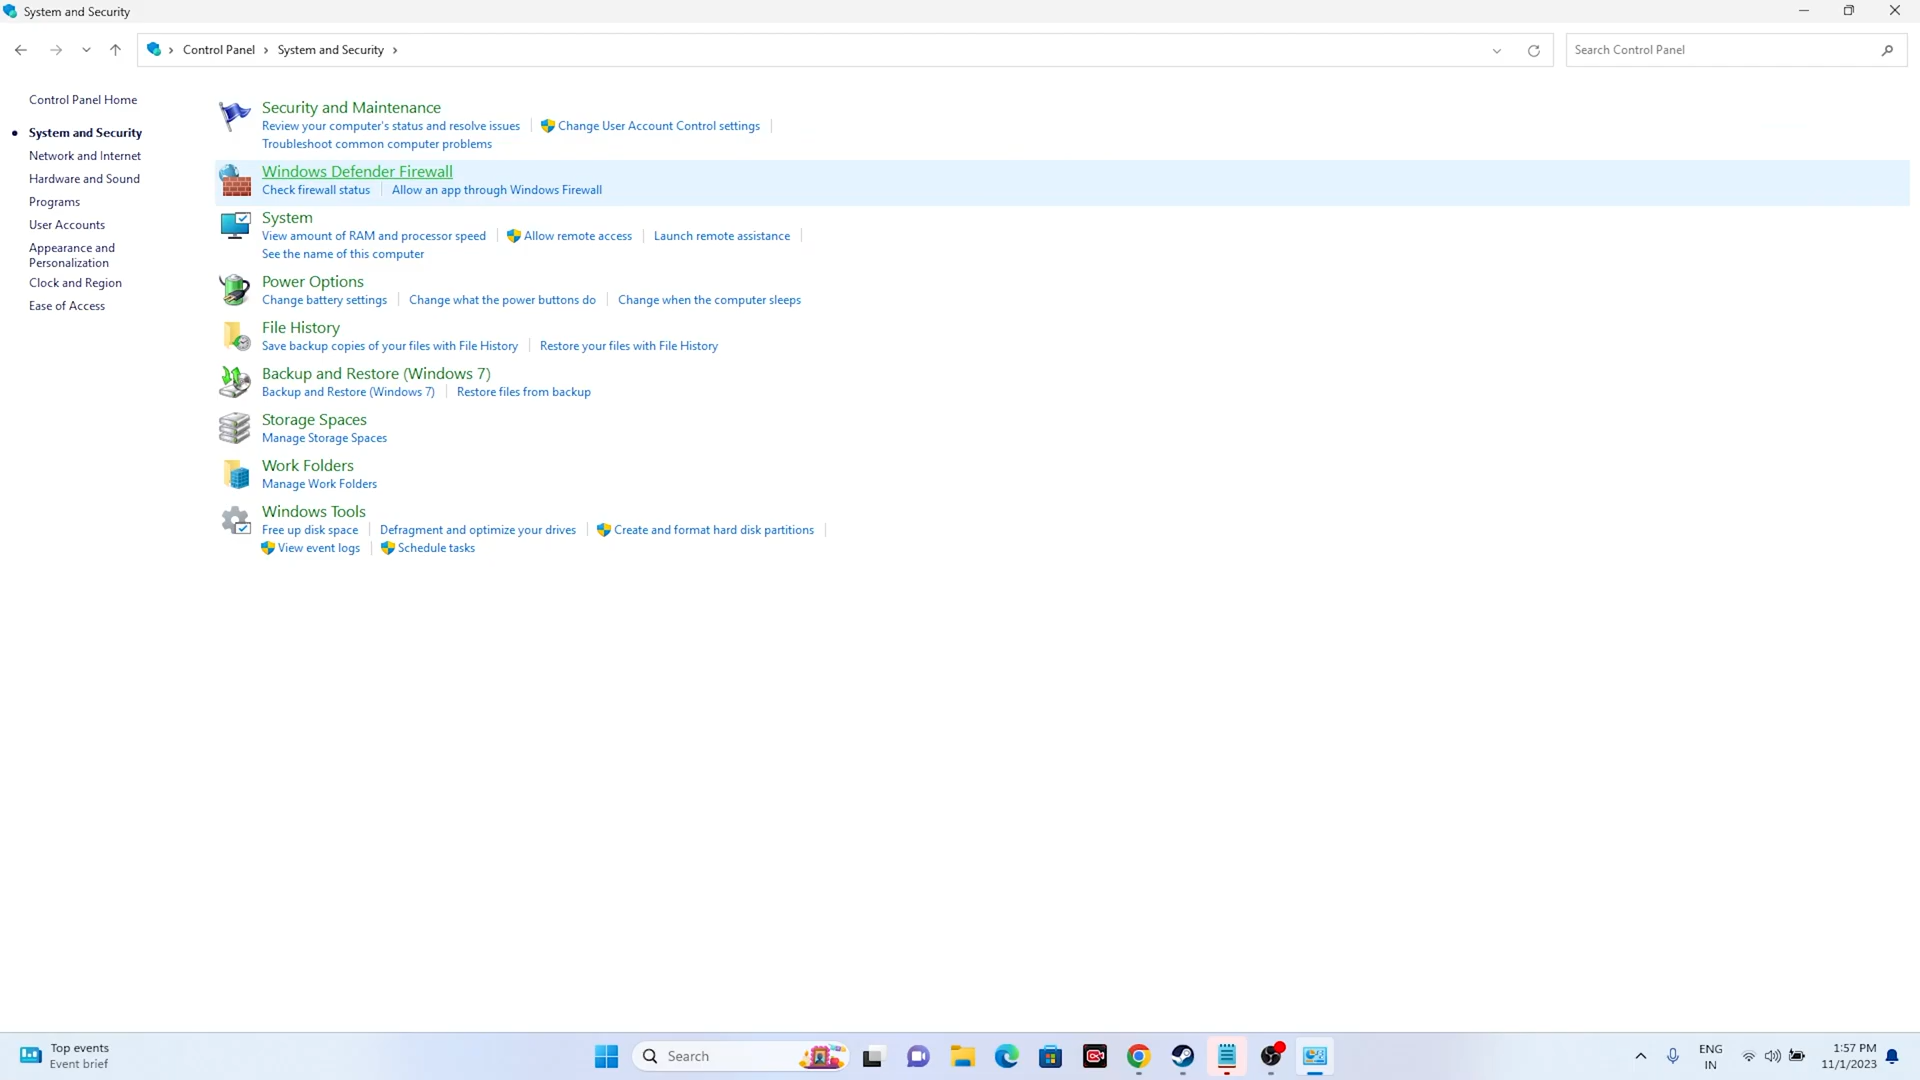 System and Security
Control Panel > System and Security >
Search Control Panel
Control Panel Home
System and Security
Network and Internet
Hardware and Sound
Programs
User Accounts
Appearance and
Personalization
Clock and Region
Ease of Access
Security and Maintenance
Review your computer's status and resolve issues | Change User Account Control settings |
Troubleshoot common computer problems
Windows Defender Firewall
Check firewall status | Allow an app through Windows Firewall
System
View amount of RAM and processor speed | Allow remote access | Launch remote assistance |
See the name of this computer
Power Options
Change battery settings | Change what the power buttons do | Change when the computer sleeps
File History
Save backup copies of your files with File History | Restore your files with File History
Backup and Restore (Windows 7)
Backup and Restore (Windows 7) | Restore files from backup
Storage Spaces
Manage Storage Spaces
Work Folders
Manage Work Folders
Windows Tools
Free up disk space | Defragment and optimize your drives | Create and format hard disk partitions |
View event logs | Schedule tasks
Top events
Event brief
Search
ENG
IN
1:57 PM
11/1/2023